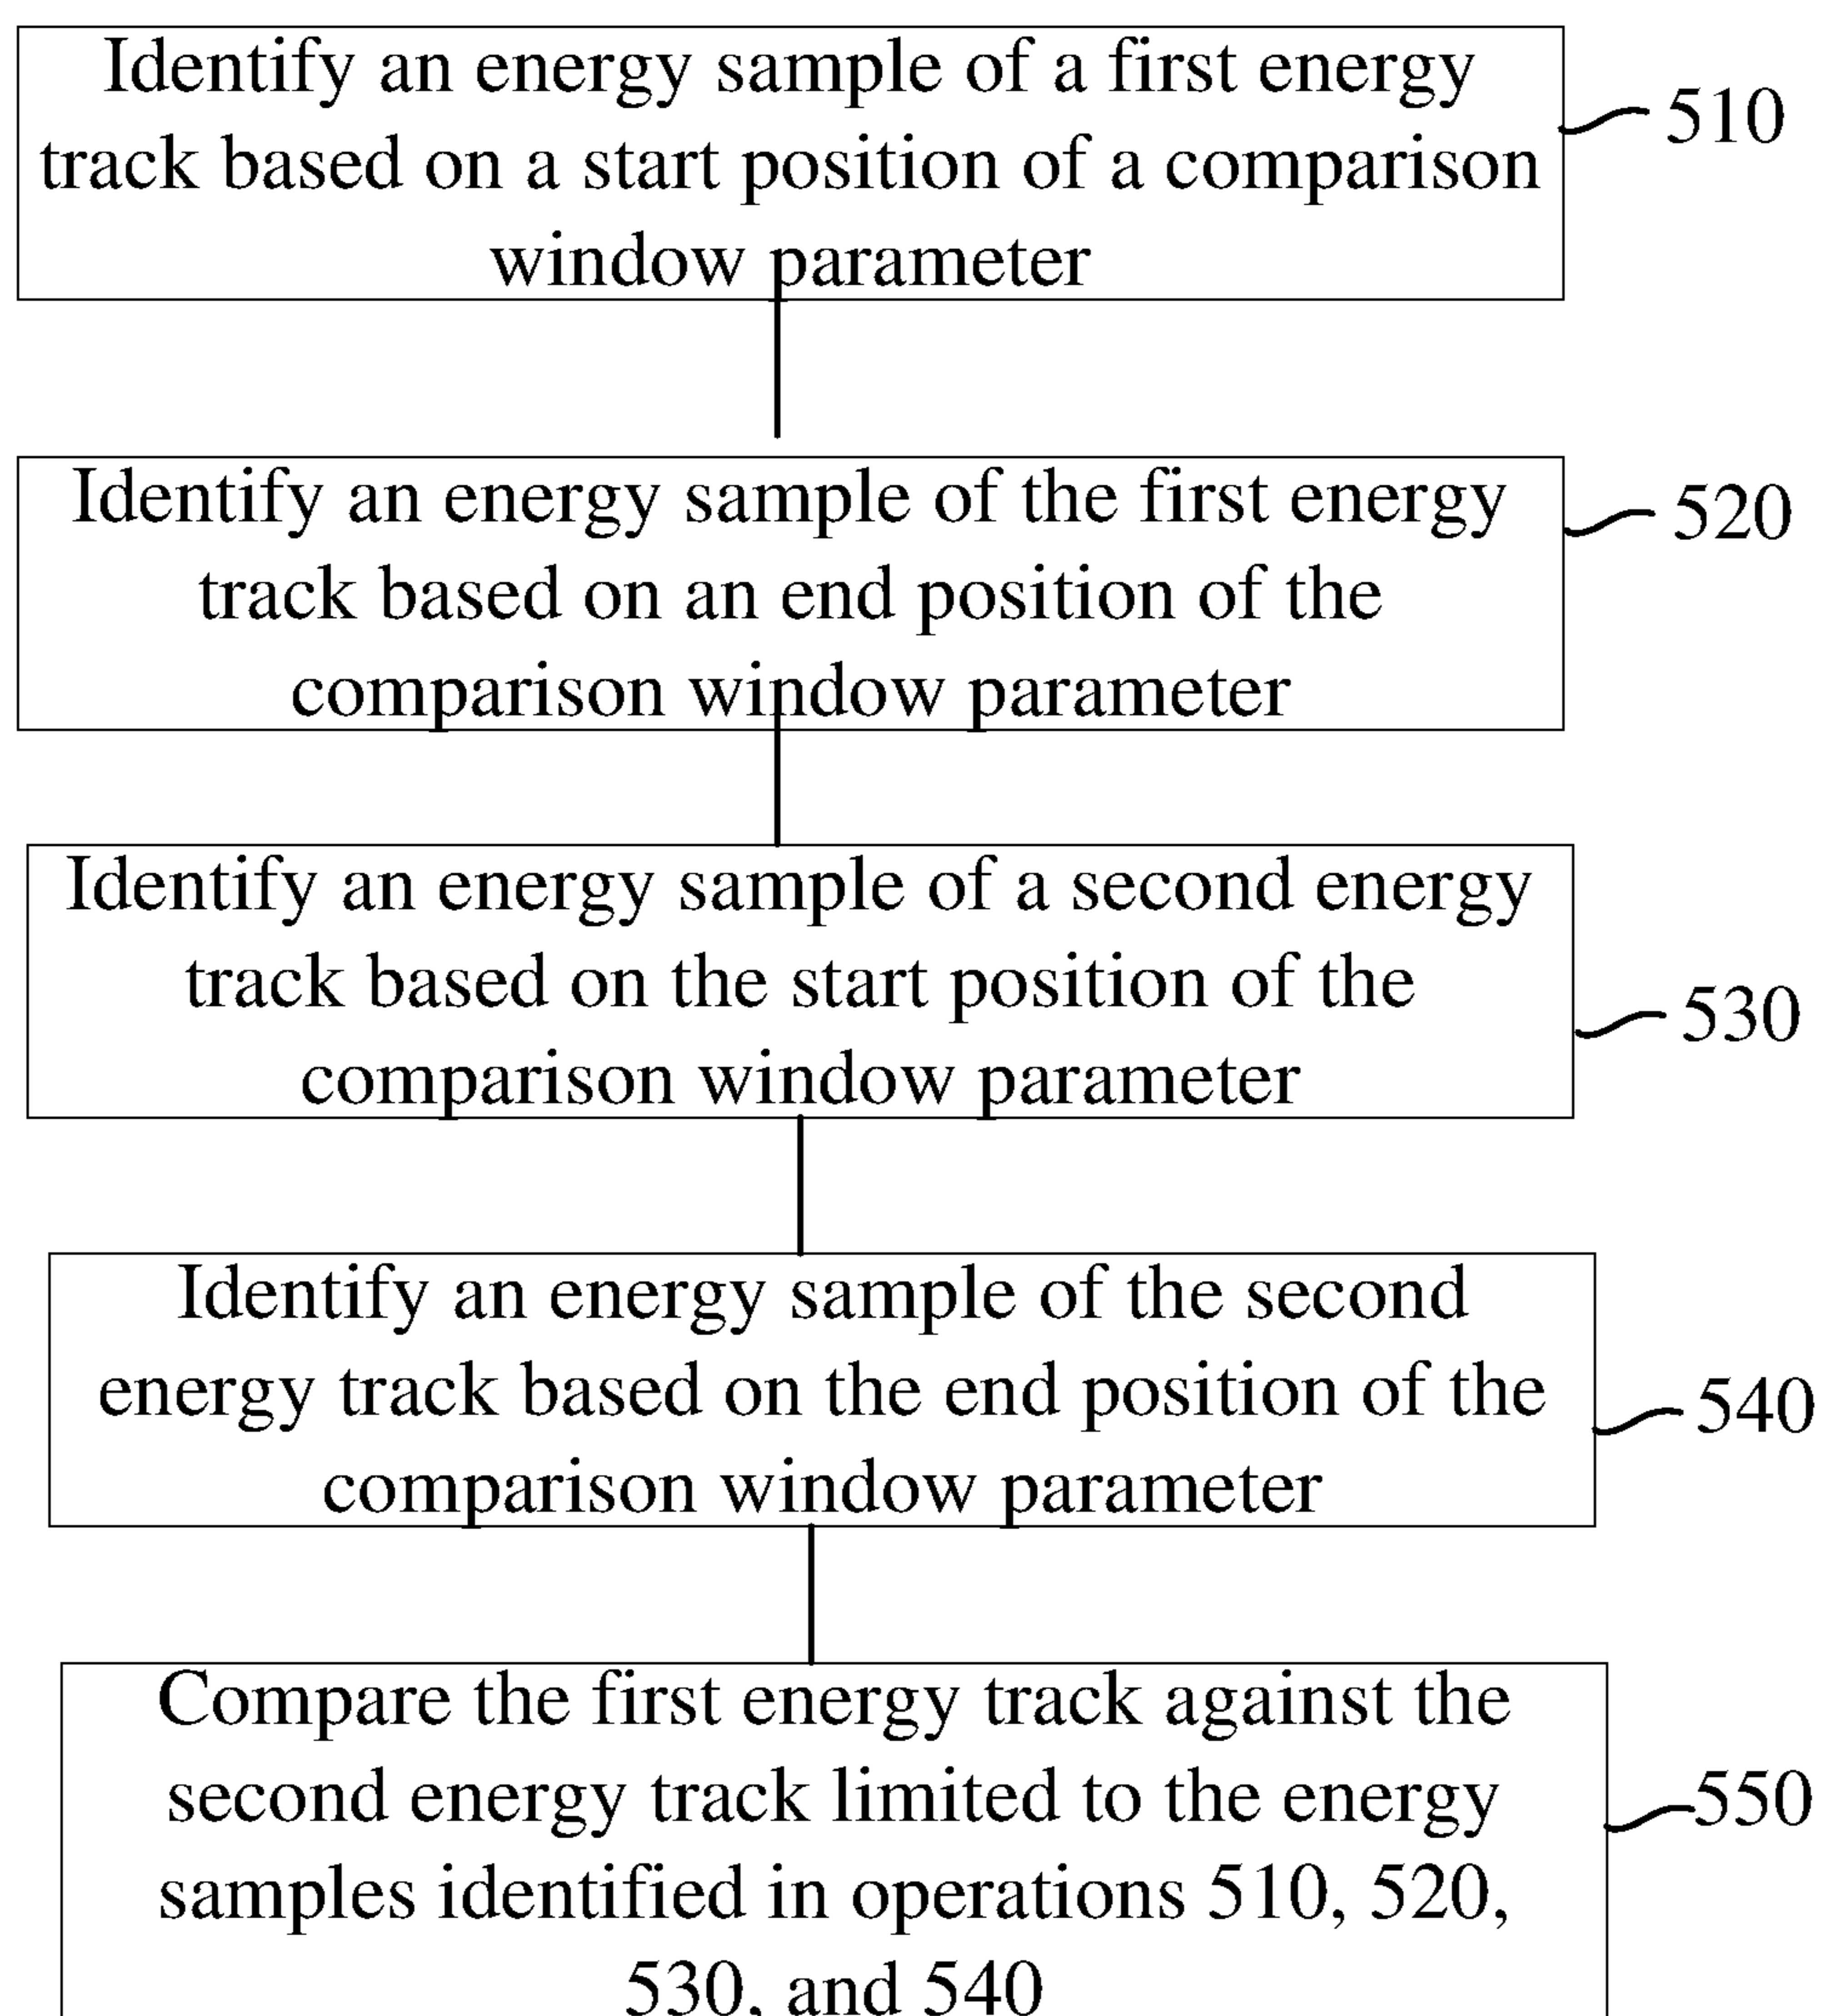 Identify an energy sample of a first energy
track based on a start position of a comparison
window parameter
510
Identify an energy sample of the first energy
track based on an end position of the
comparison window parameter
520
Identify an energy sample of a second energy
track based on the start position of the
comparison window parameter
530
Identify an energy sample of the second
energy track based on the end position of the
comparison window parameter
540
Compare the first energy track against the
second energy track limited to the energy
samples identified in operations 510, 520,
530, and 540
550